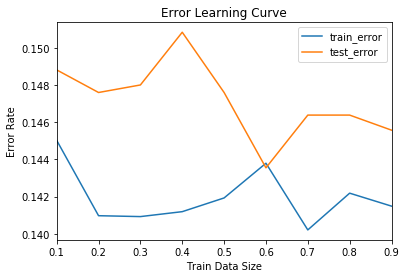 Error Learning Curve
train_error
test_error
Error Rate
0.150
0.148
0.146
0.144
0.142
0.140
0.1 0.2 0.3 0.4 0.5 0.6 0.7 0.8 0.9
Train Data Size